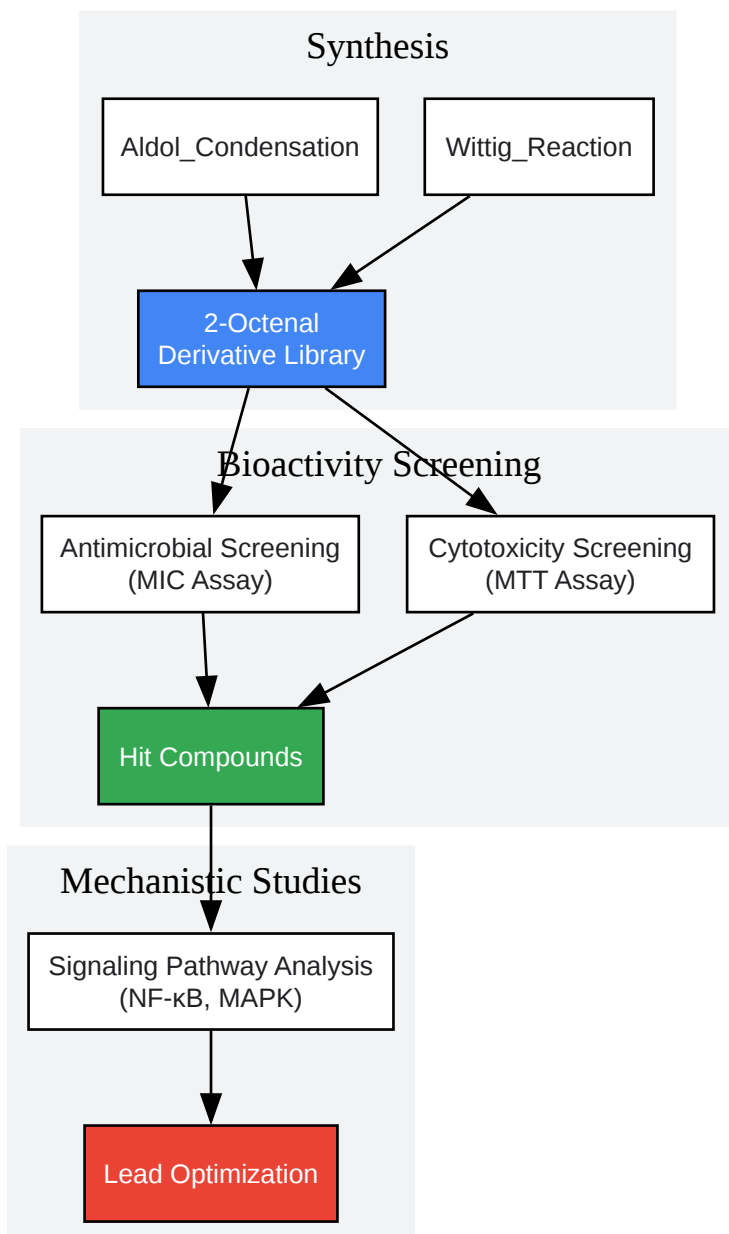 Synthesis
Aldol_Condensation
Wittig_Reaction
2-Octenal
Derivative Library
Bioactivity Screening
Antimicrobial Screening
(MIC Assay)
Cytotoxicity Screening
(MTT Assay)
Hit Compounds
Mechanistic Studies
Signaling Pathway Analysis
(NF-κB, MAPK)
Lead Optimization